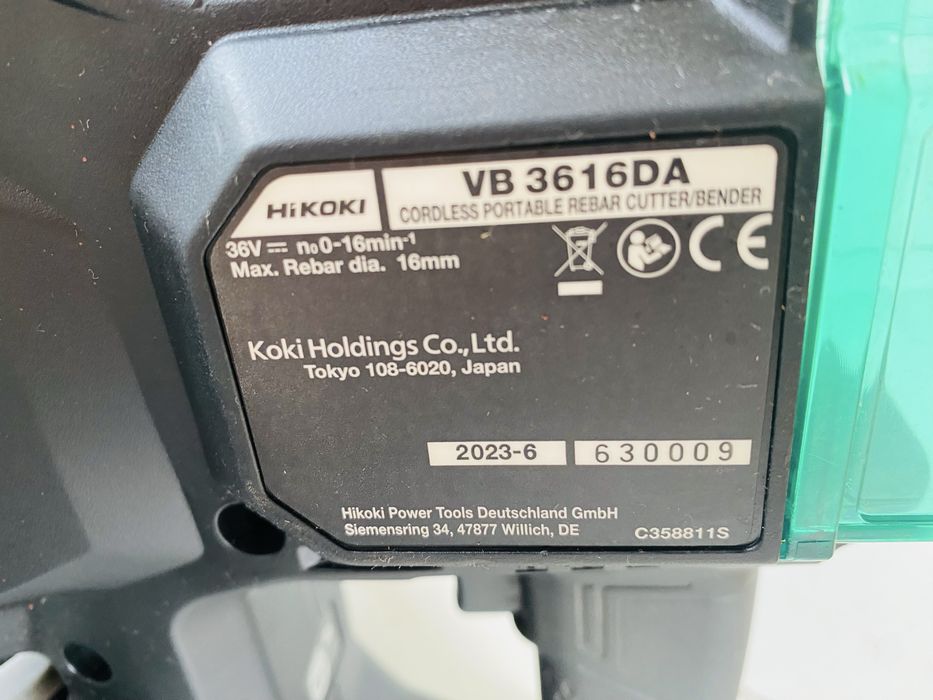 HiKOKI
VB 3616DA
CORDLESS PORTABLE REBAR CUTTER/BENDER
36V ⎓ n₀0-16min⁻¹
Max. Rebar dia. 16mm
CE
Koki Holdings Co., Ltd.
Tokyo 108-6020, Japan
2023-6 630009
Hikoki Power Tools Deutschland GmbH
Siemensring 34, 47877 Willich, DE
C358811S